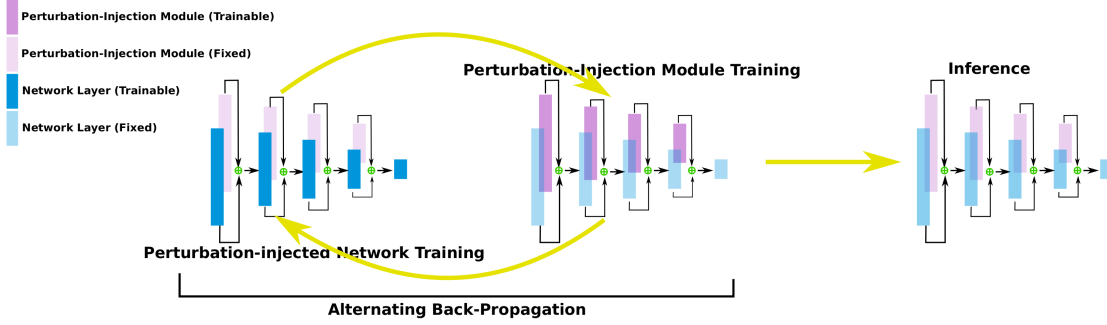 Perturbation-Injection Module (Trainable)
Perturbation-Injection Module (Fixed)
Network Layer (Trainable)
Network Layer (Fixed)
Perturbation-Injection Module Training
Inference
Perturbation-injected Network Training
Alternating Back-Propagation